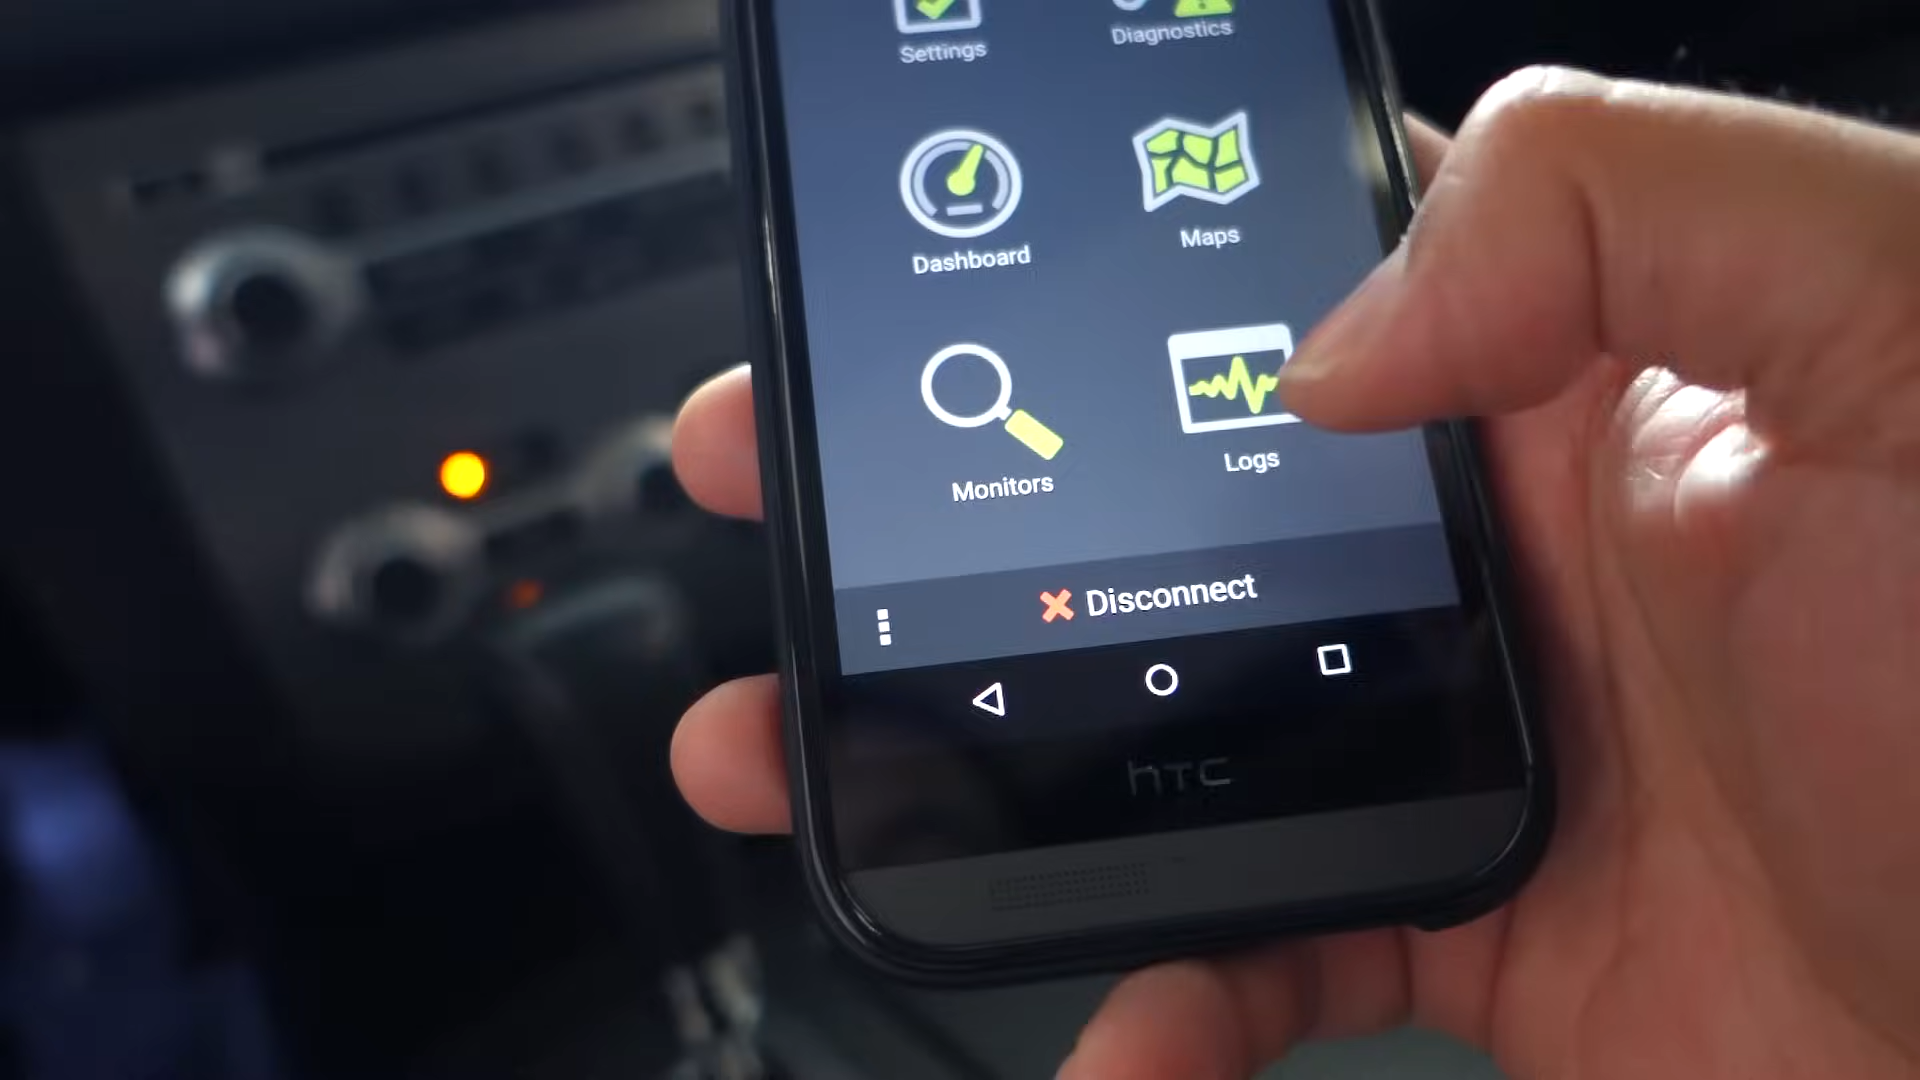 Settings
Diagnostics
Dashboard
Maps
Monitors
Logs
Disconnect
hTC